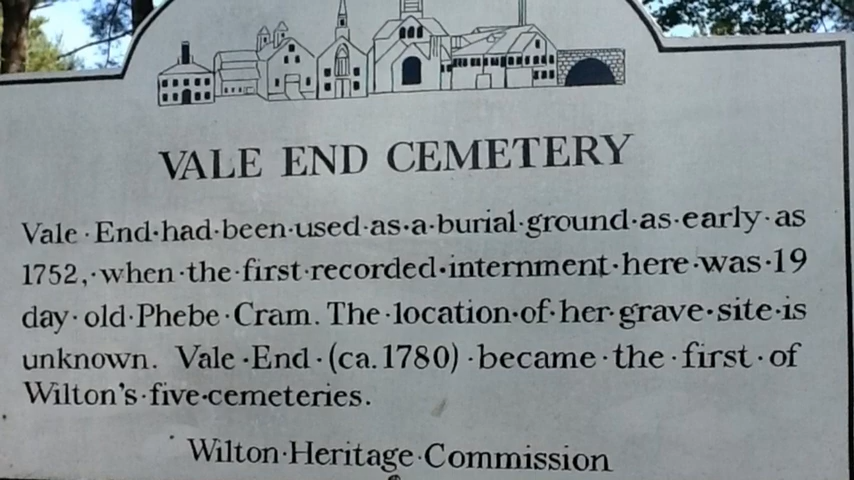 VALE END CEMETERY
Vale·End·had·been·used·as·a·burial·ground·as·early·as
1752,·when·the·first·recorded·internment·here·was·19
day·old·Phebe·Cram. The·location·of·her·grave·site·is
unknown. Vale·End·(ca. 1780)·became·the·first·of
Wilton's·five·cemeteries.
Wilton·Heritage·Commission